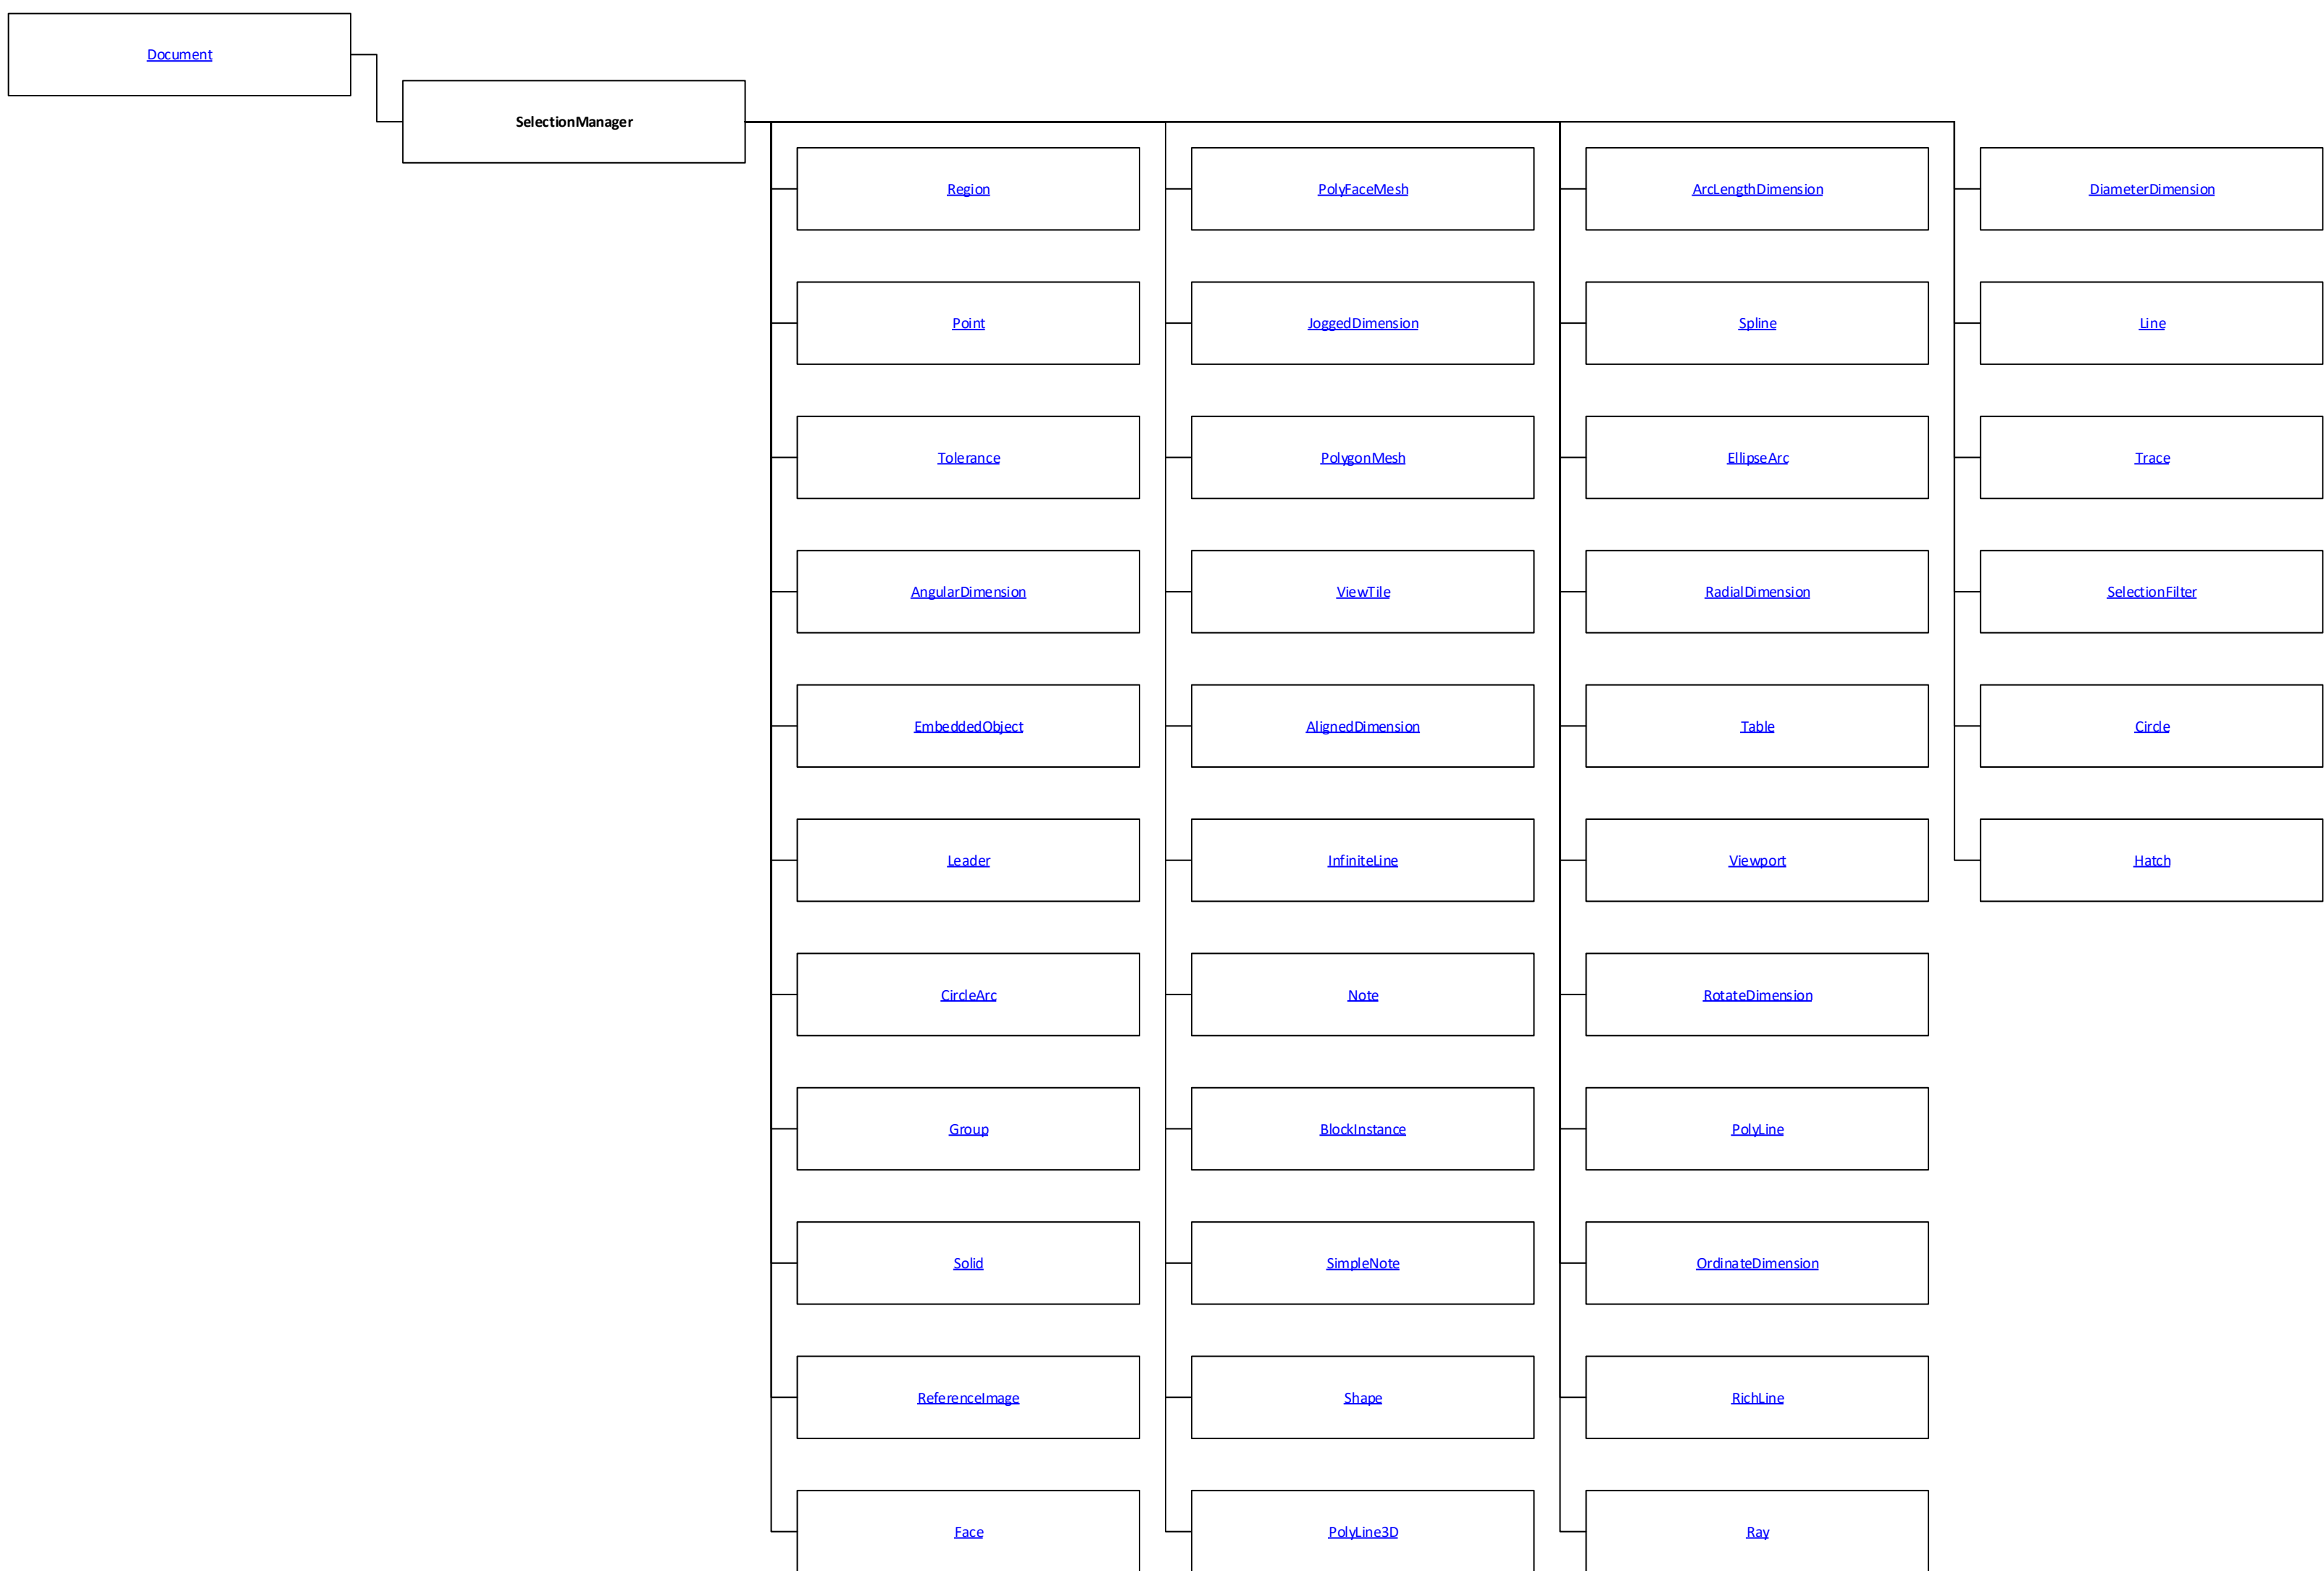 Document
SelectionManager
Region
PolyFaceMesh
ArcLengthDimension
DiameterDimension
Point
JoggedDimension
Spline
Line
Tolerance
PolygonMesh
EllipseArc
Trace
AngularDimension
ViewTile
RadialDimension
SelectionFilter
EmbeddedObject
AlignedDimension
Table
Circle
Leader
InfiniteLine
Viewport
Hatch
CircleArc
Note
RotateDimension
Group
BlockInstance
PolyLine
Solid
SimpleNote
OrdinateDimension
ReferenceImage
Shape
RichLine
Face
PolyLine3D
Ray